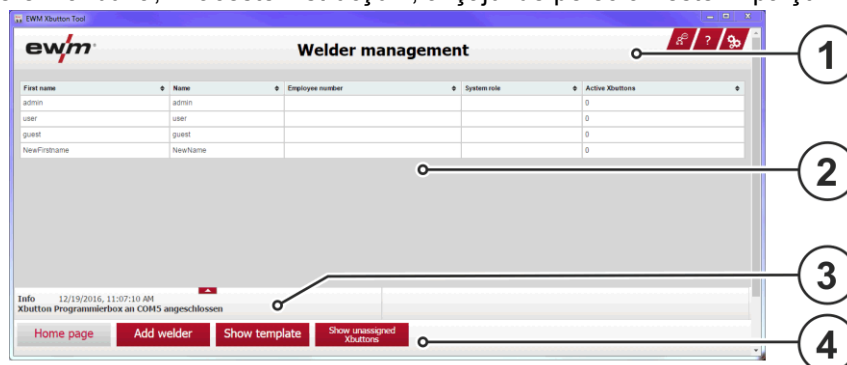 EWM Xbutton Tool
ewm
Welder management
?
1
First name Name Employee number System role Active Xbuttons
admin admin 0
user user 0
guest guest 0
NewFirstname NewName 0
2
3
Info 12/19/2016, 11:07:10 AM
Xbutton Programmierbox an COM5 angeschlossen
Home page Add welder Show template Show unassigned
Xbuttons
4